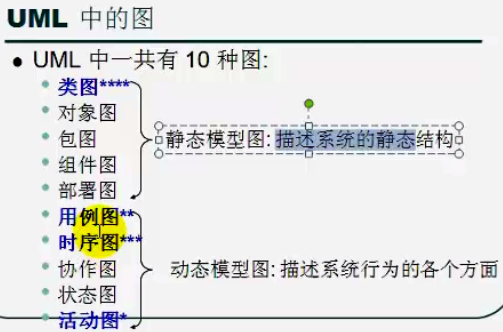 UML 中的图
UML 中一共有 10 种图:
类图****
对象图
包图
组件图
部署图
静态模型图: 描述系统的静态结构
用例图**
时序图***
协作图
状态图
活动图*
动态模型图: 描述系统行为的各个方面